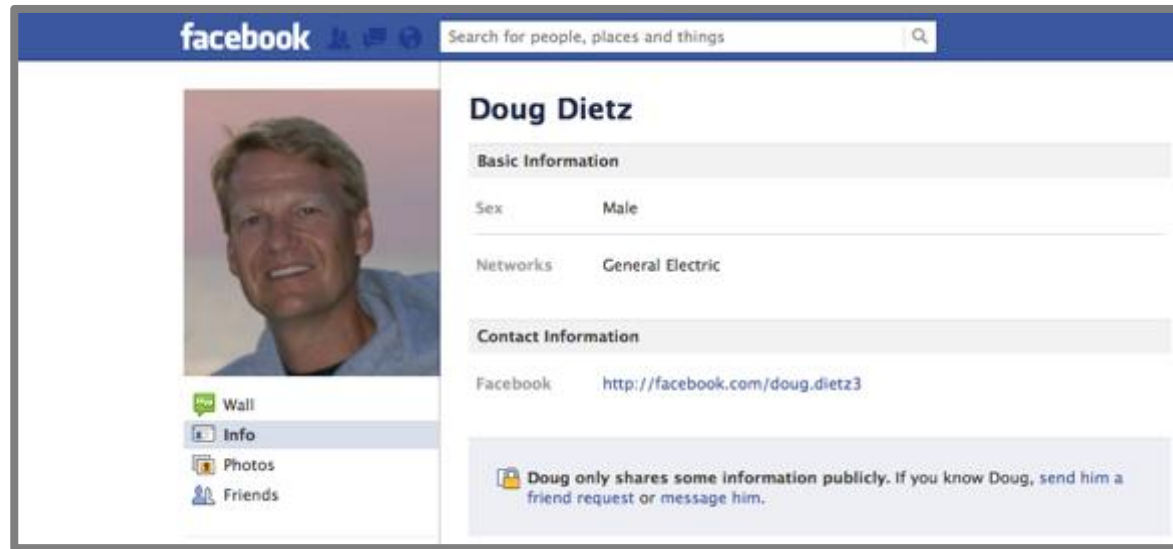 facebook
Search for people, places and things
Doug Dietz
Basic Information
Sex Male
Networks General Electric
Contact Information
Facebook http://facebook.com/doug.dietz3
Wall
Info
Photos
Friends
Doug only shares some information publicly. If you know Doug, send him a
friend request or message him.